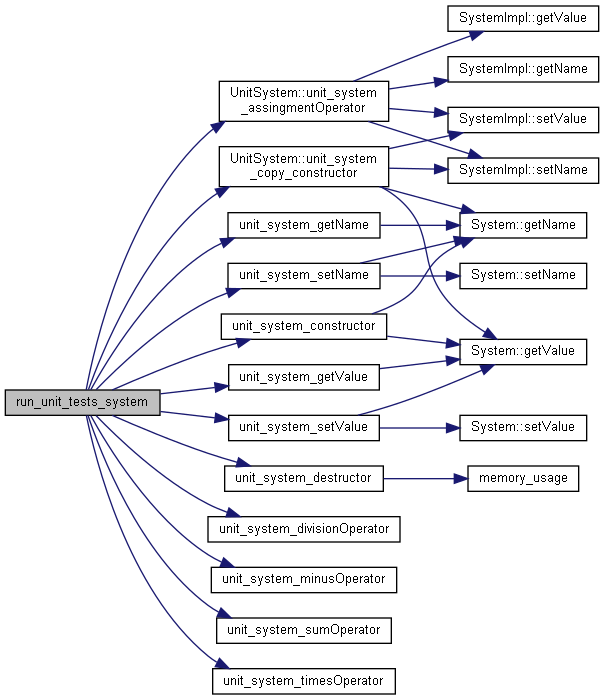 SystemImpl::getValue
SystemImpl::getName
UnitSystem::unit_system
_assingmentOperator
SystemImpl::setValue
UnitSystem::unit_system
_copy_constructor
SystemImpl::setName
unit_system_getName
System::getName
unit_system_setName
System::setName
unit_system_constructor
System::getValue
unit_system_getValue
run_unit_tests_system
unit_system_setValue
System::setValue
unit_system_destructor
memory_usage
unit_system_divisionOperator
unit_system_minusOperator
unit_system_sumOperator
unit_system_timesOperator